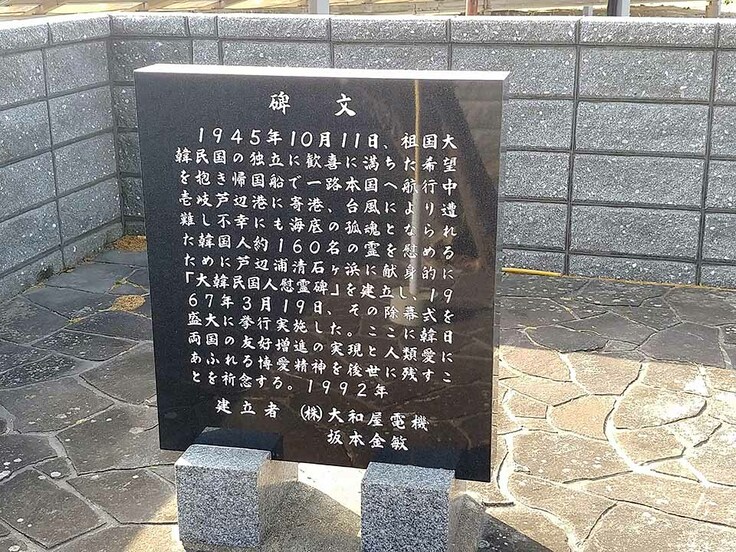 碑文
1945年10月11日、祖国大
韓民国の独立に歓喜に満ちた希望
を抱き帰国船で一路本国へ航行中
壱岐芦辺港に寄港、台風により遭
難し不幸にも海底の孤魂となられ
た韓国人約160名の霊を慰める
ために芦辺浦清石ヶ浜に献身的に
「大韓民国人慰霊碑」を建立し、19
67年3月19日、その除幕式を
盛大に挙行実施した。ここに韓日
両国の友好増進の実現と人類愛に
あふれる博愛精神を後世に残すこ
とを祈念する。1992年
建立者 (株)大和屋電機
坂本金敏